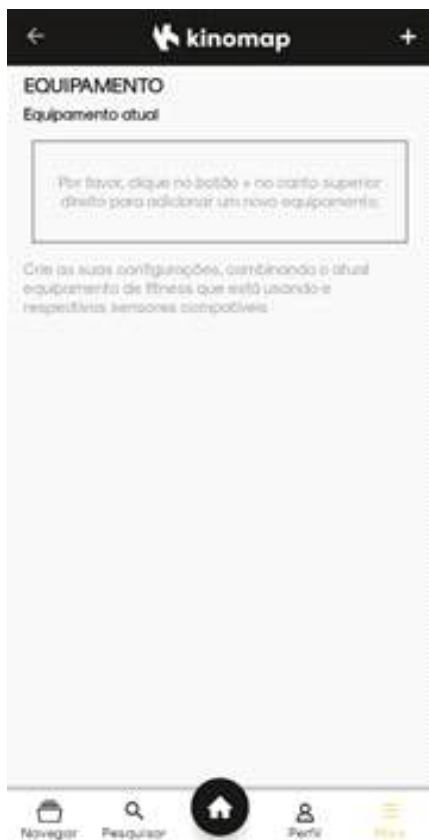 kinomap
EQUIPAMENTO
Equipamento atual
Por favor, clique no botão + no canto superior
direito para adicionar um novo equipamento.
Crie as suas configurações, combinando o atual
equipamento de fitness que está usando e
respectivos sensores compatíveis
Navegar Pesquisar Perfil Mais